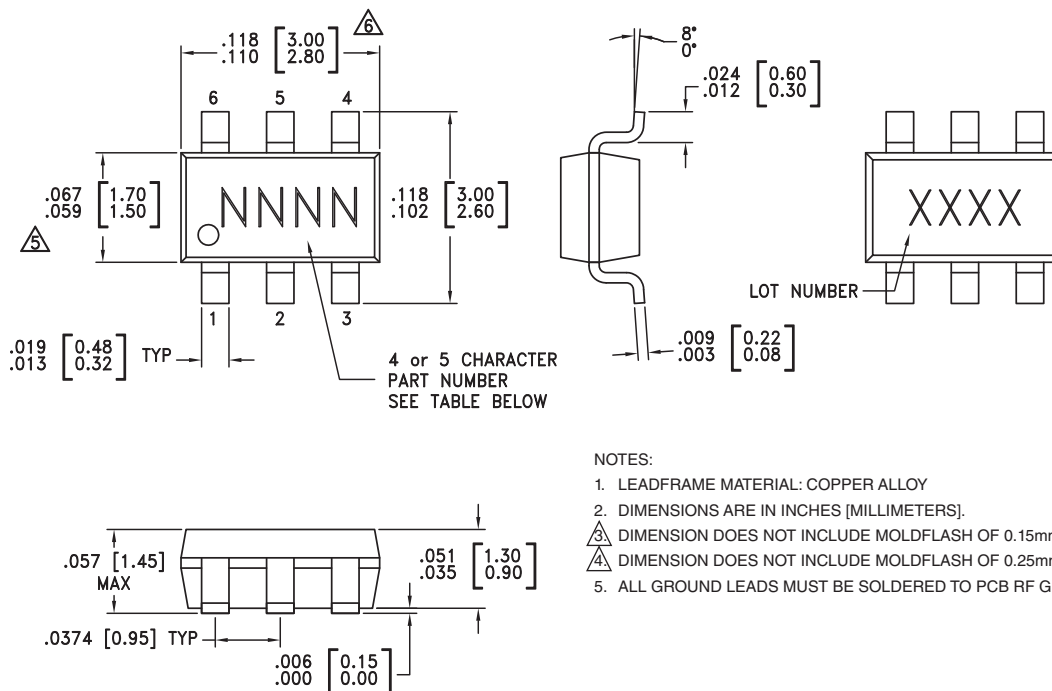 6
.118 [3.00]
.110 [2.80]
8°
0°
.024 [0.60]
.012 [0.30]
6 5 4
.067 [1.70]
.059 [1.50]
5
NNNN
.118 [3.00]
.102 [2.60]
XXXX
LOT NUMBER
1 2 3
.019 [0.48]
.013 [0.32]
TYP
4 or 5 CHARACTER
PART NUMBER
SEE TABLE BELOW
.009 [0.22]
.003 [0.08]
NOTES:
1. LEADFRAME MATERIAL: COPPER ALLOY
2. DIMENSIONS ARE IN INCHES [MILLIMETERS].
3. DIMENSION DOES NOT INCLUDE MOLDFLASH OF 0.15mm
4. DIMENSION DOES NOT INCLUDE MOLDFLASH OF 0.25mm
5. ALL GROUND LEADS MUST BE SOLDERED TO PCB RF G
.057 [1.45]
MAX
.051 [1.30]
.035 [0.90]
.0374 [0.95] TYP
.006 [0.15]
.000 [0.00]